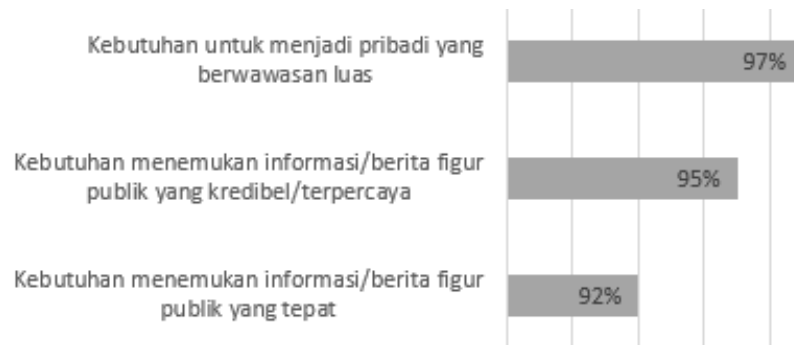 Kebutuhan untuk menjadi pribadi yang
berwawasan luas
97%
Kebutuhan menemukan informasi/berita figur
publik yang kredibel/terpercaya
95%
Kebutuhan menemukan informasi/berita figur
publik yang tepat
92%